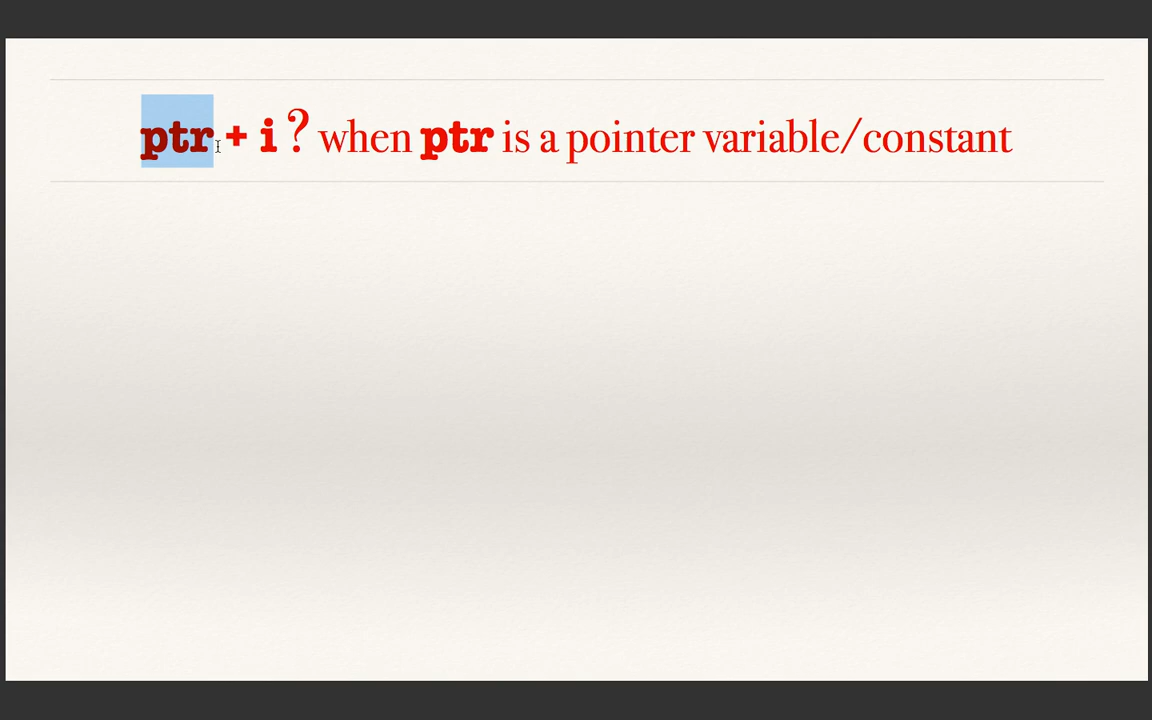 ptr + i ? when ptr is a pointer variable/constant